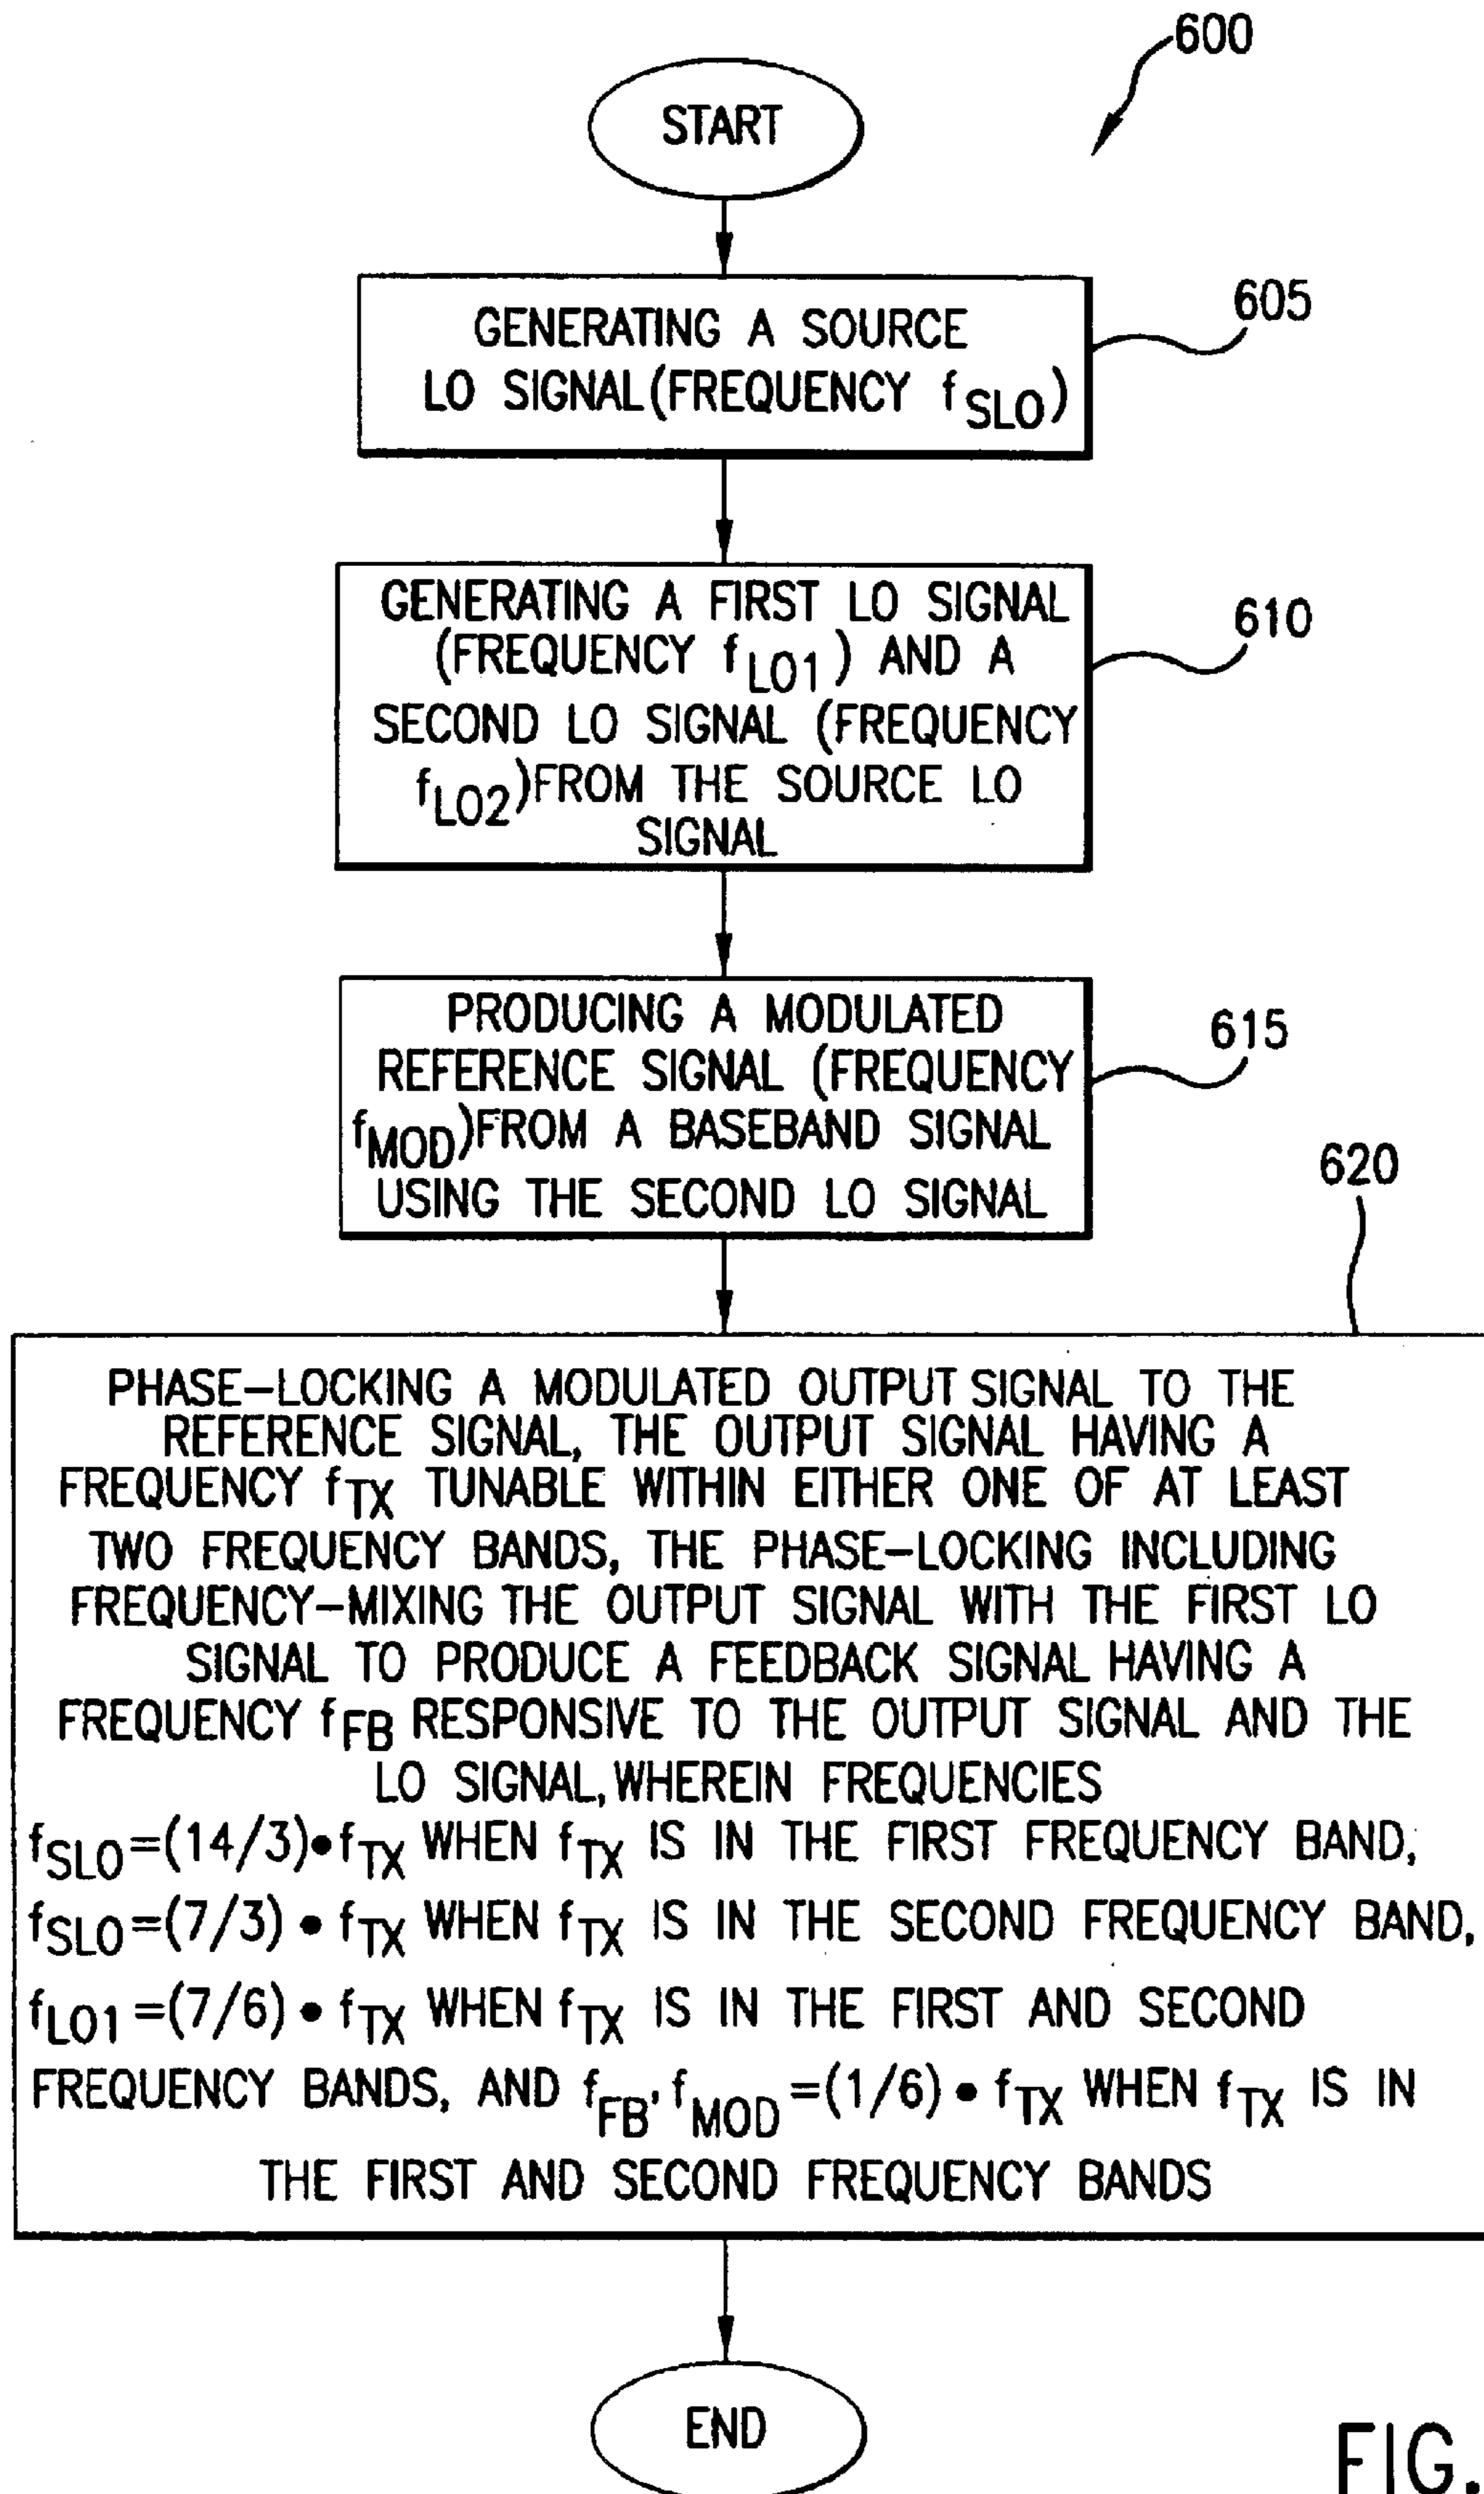 600
START
GENERATING A SOURCE
LO SIGNAL(FREQUENCY fSLO)
605
GENERATING A FIRST LO SIGNAL
(FREQUENCY fLO1) AND A
SECOND LO SIGNAL (FREQUENCY
fLO2)FROM THE SOURCE LO
SIGNAL
610
PRODUCING A MODULATED
REFERENCE SIGNAL (FREQUENCY
fMOD)FROM A BASEBAND SIGNAL
USING THE SECOND LO SIGNAL
615
620
PHASE-LOCKING A MODULATED OUTPUT SIGNAL TO THE
REFERENCE SIGNAL, THE OUTPUT SIGNAL HAVING A
FREQUENCY fTX TUNABLE WITHIN EITHER ONE OF AT LEAST
TWO FREQUENCY BANDS, THE PHASE-LOCKING INCLUDING
FREQUENCY-MIXING THE OUTPUT SIGNAL WITH THE FIRST LO
SIGNAL TO PRODUCE A FEEDBACK SIGNAL HAVING A
FREQUENCY fFB RESPONSIVE TO THE OUTPUT SIGNAL AND THE
LO SIGNAL, WHEREIN FREQUENCIES
fSLO=(14/3)•fTX WHEN fTX IS IN THE FIRST FREQUENCY BAND,
fSLO=(7/3) • fTX WHEN fTX IS IN THE SECOND FREQUENCY BAND,
fLO1=(7/6) • fTX WHEN fTX IS IN THE FIRST AND SECOND
FREQUENCY BANDS, AND fFB, fMOD=(1/6) • fTX WHEN fTX IS IN
THE FIRST AND SECOND FREQUENCY BANDS
END
FIG.